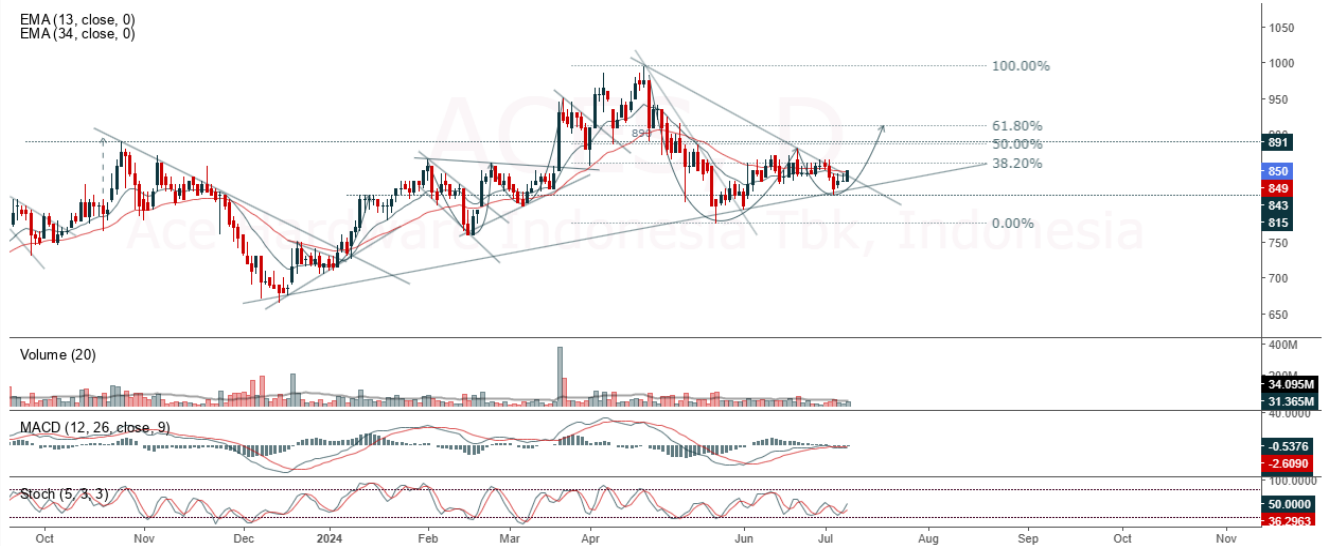 EMA (13, close, 0)
EMA (34, close, 0)
ACES, D
Ace Hardware Indonesia Tbk, Indonesia
1050
1000
950
891
850
849
843
815
750
700
650
100.00%
61.80%
50.00%
38.20%
0.00%
Volume (20)
400M
34.095M
31.365M
MACD (12, 26, close, 9)
40.0000
-0.5376
-2.6090
Stoch (5, 3, 3)
100.0000
50.0000
36.2963
Oct
Dec
2024
Feb
Mar
Apr
Jun
Jul
Aug
Sep
Oct
Nov